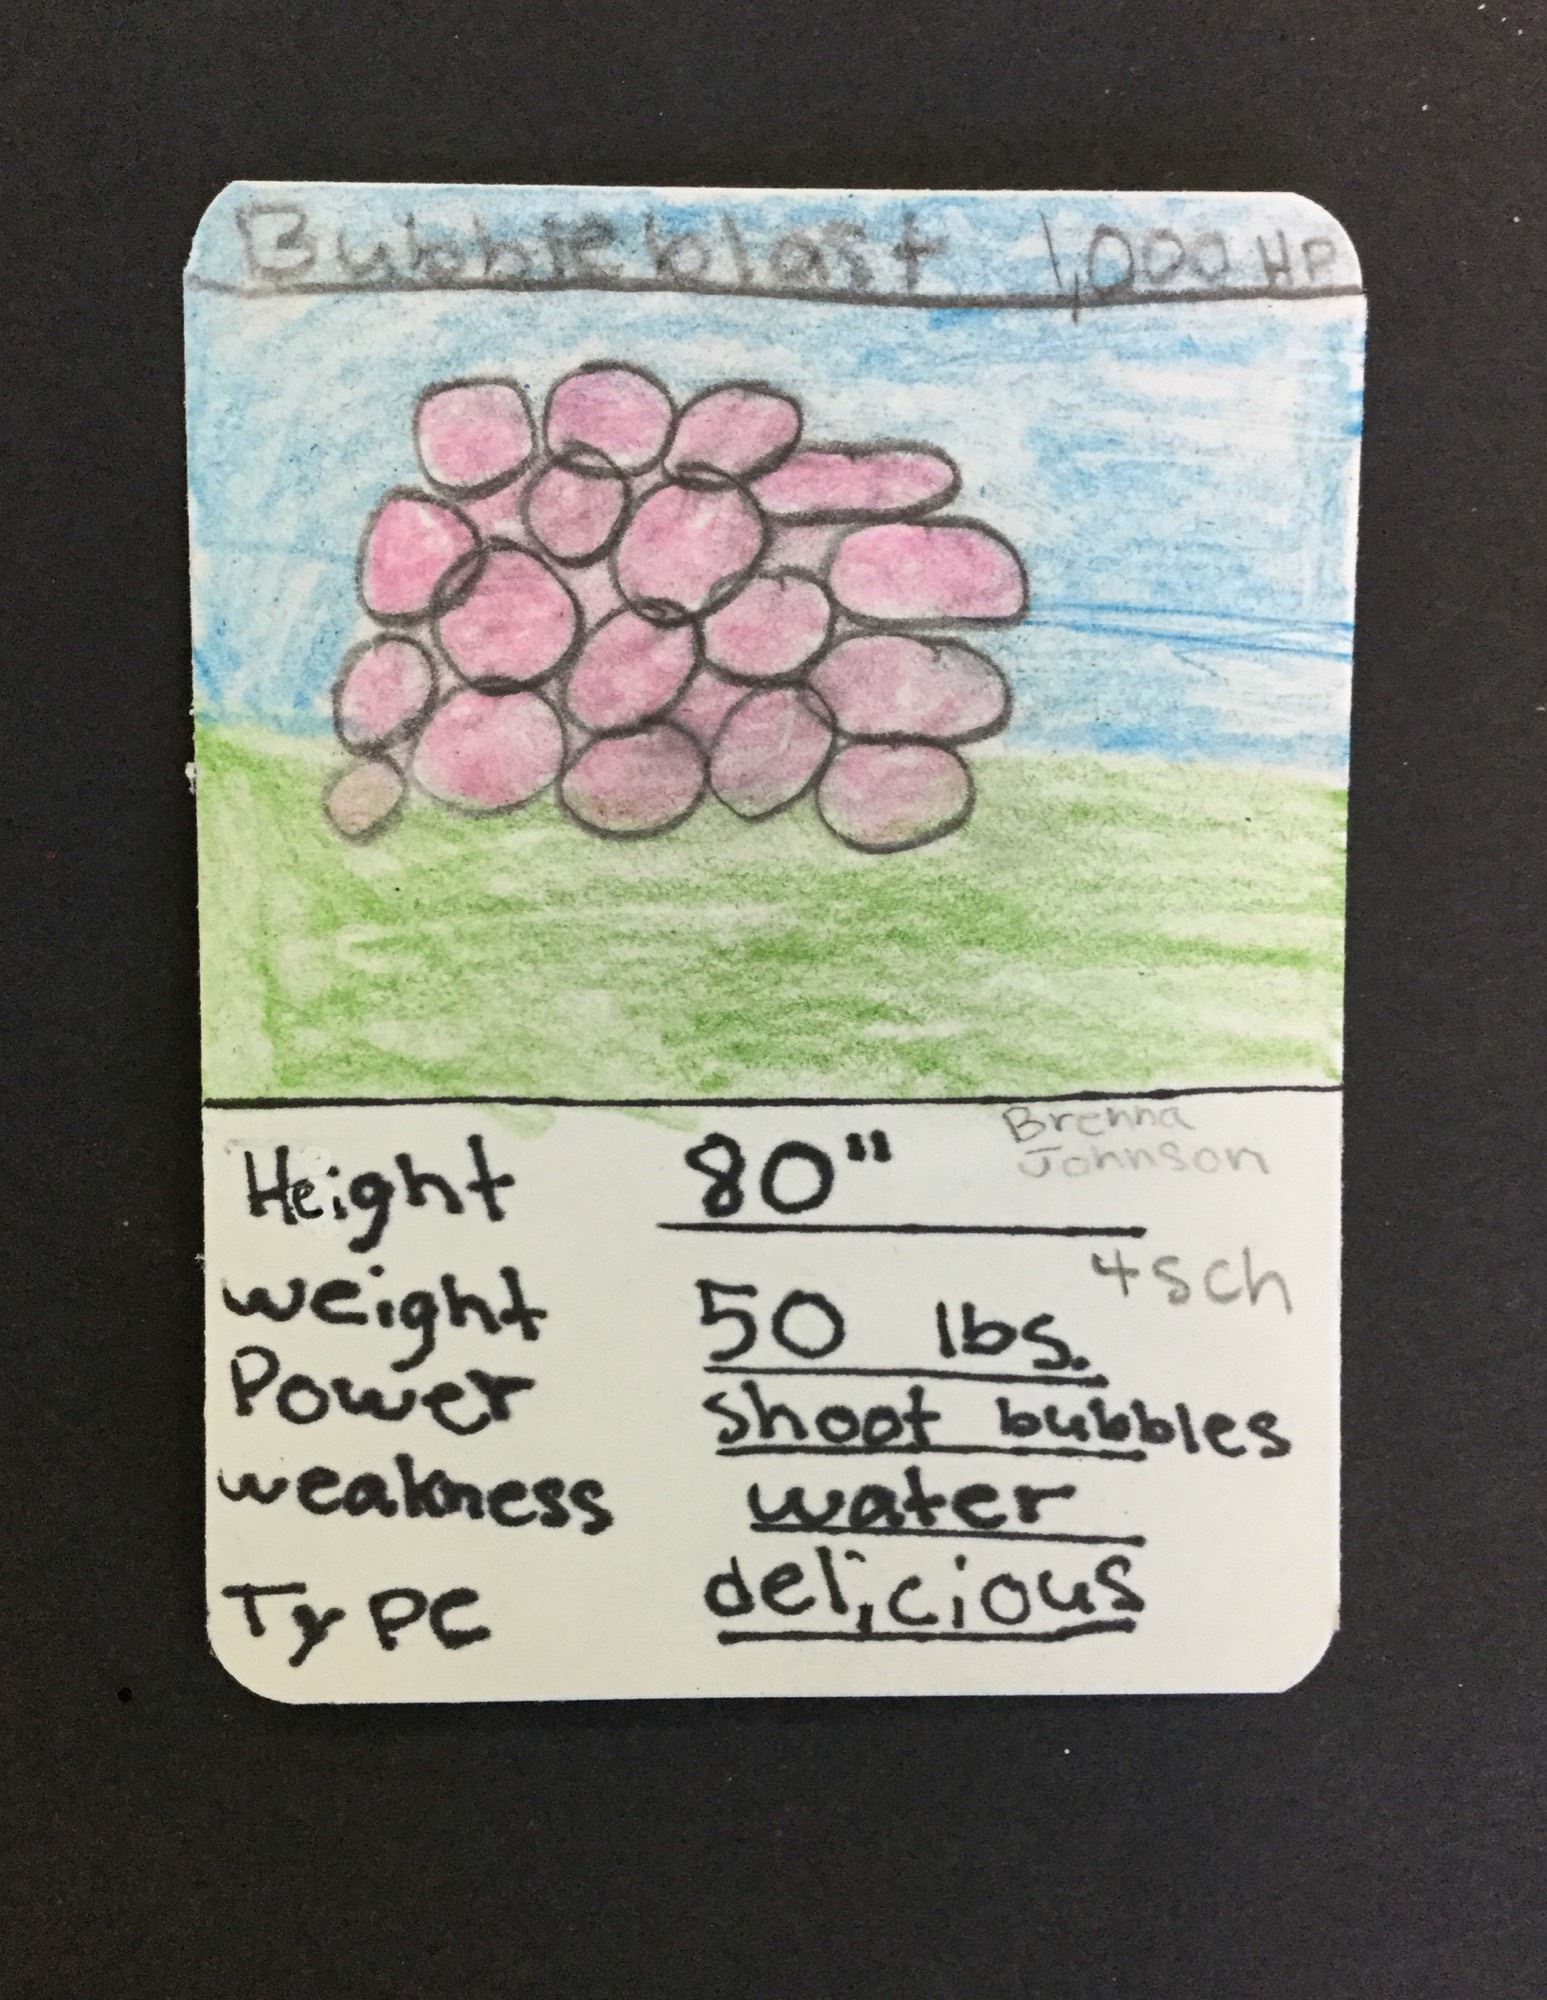 Bubbleblast 1,000 HP
Brenna
Johnson
Height 80"
4sch
weight 50 lbs.
Power shoot bubbles
weakness water
Type delicious